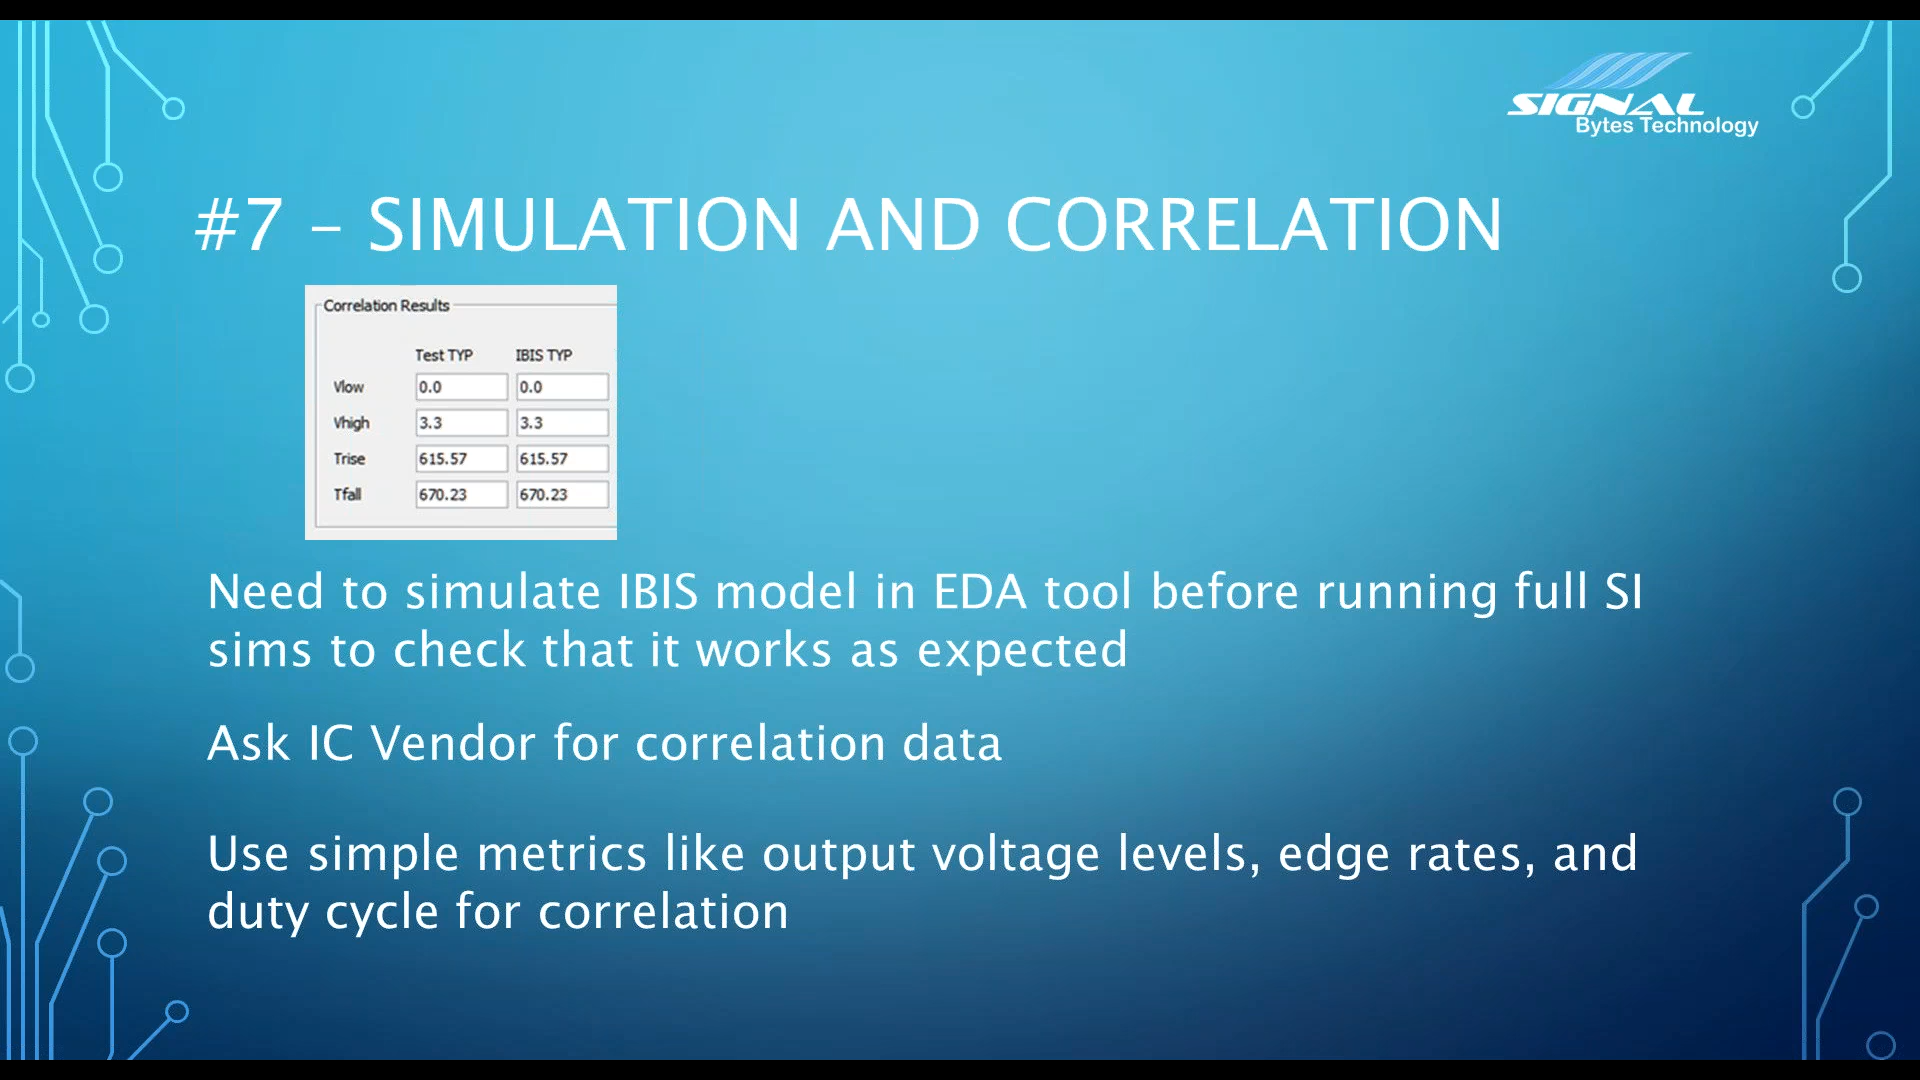 SIGNAL
Bytes Technology
#7 – SIMULATION AND CORRELATION
Correlation Results
Test TYP IBIS TYP
Vlow 0.0 0.0
Vhigh 3.3 3.3
Trise 615.57 615.57
Tfall 670.23 670.23
Need to simulate IBIS model in EDA tool before running full SI
sims to check that it works as expected
Ask IC Vendor for correlation data
Use simple metrics like output voltage levels, edge rates, and
duty cycle for correlation